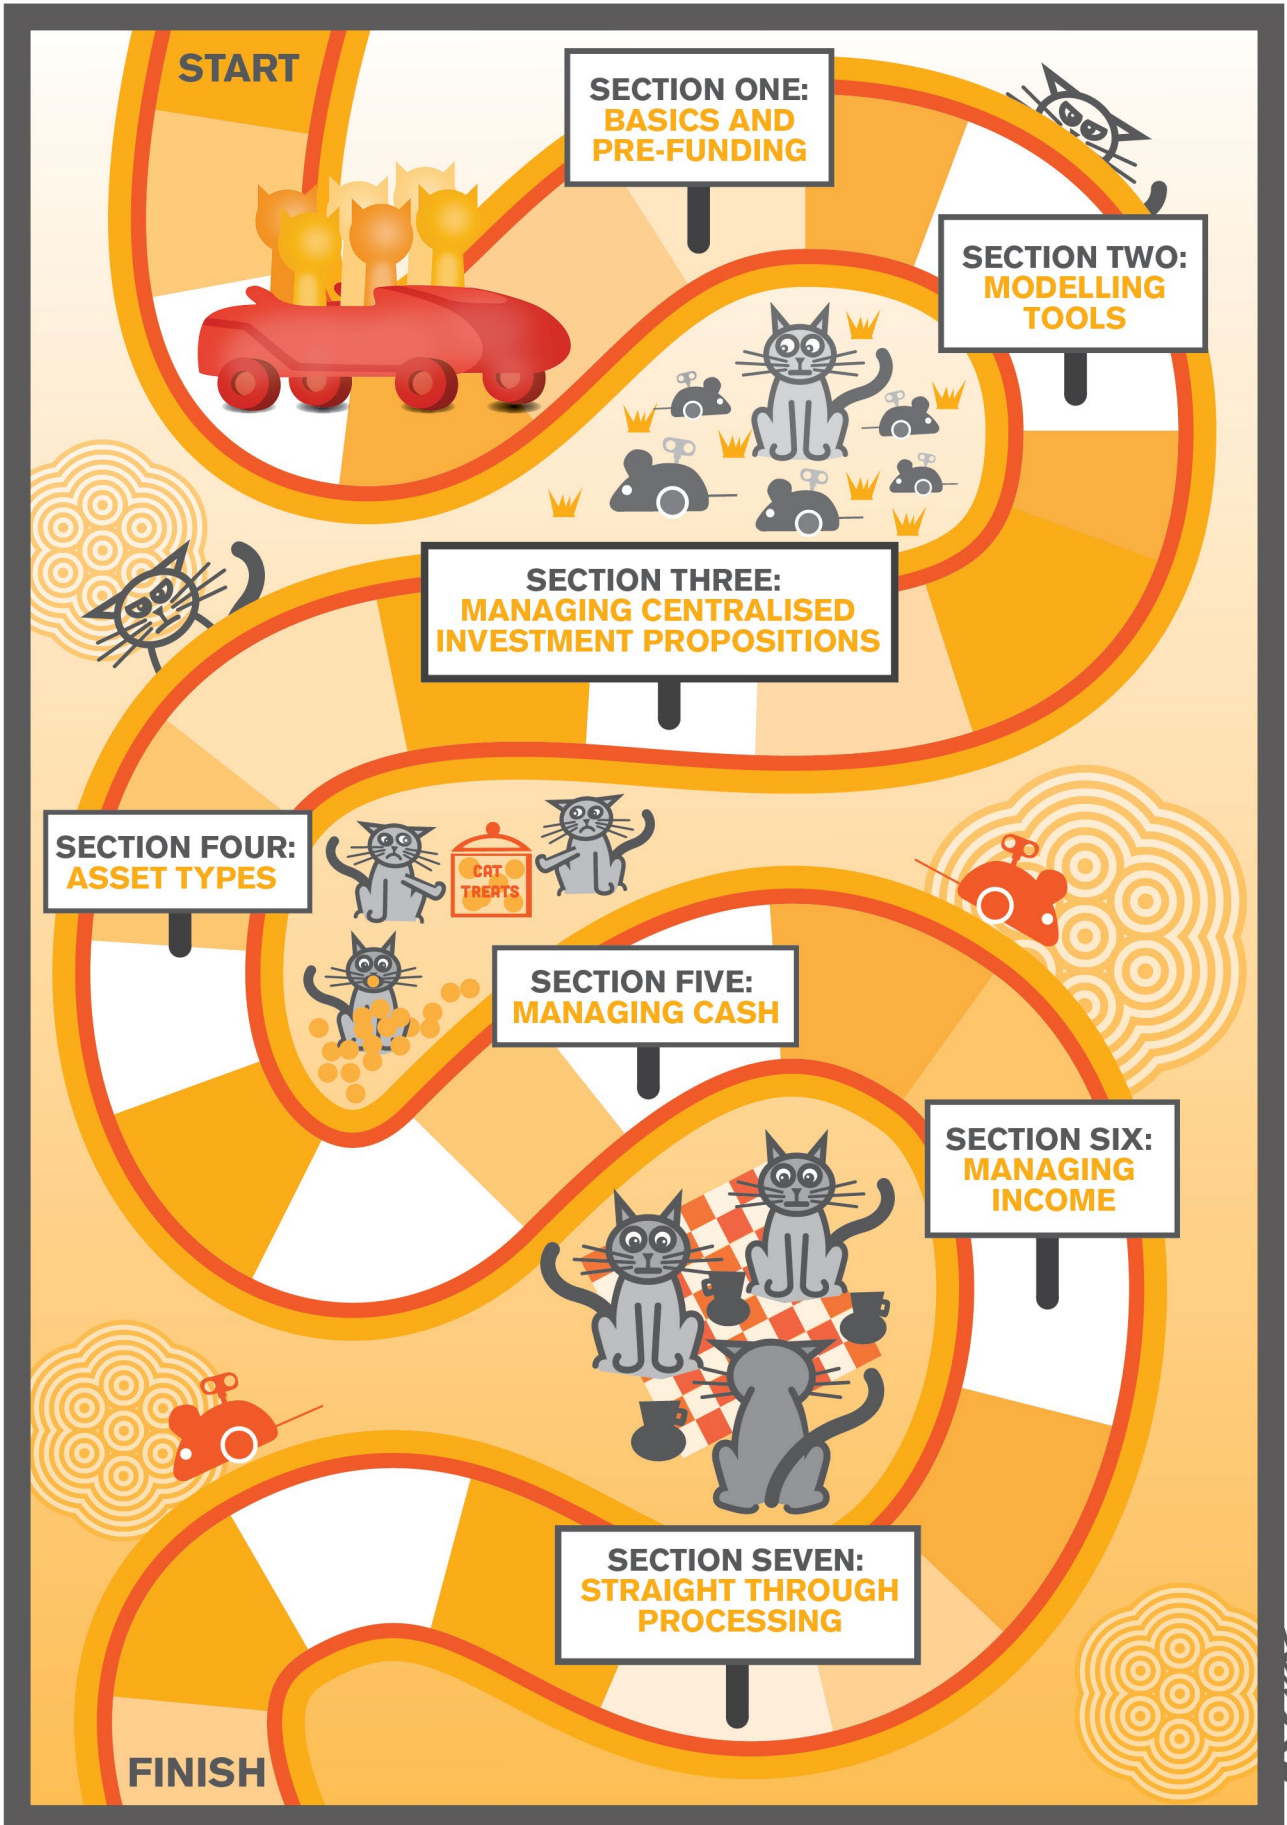 START
SECTION ONE:
BASICS AND
PRE-FUNDING
SECTION TWO:
MODELLING
TOOLS
SECTION THREE:
MANAGING CENTRALISED
INVESTMENT PROPOSITIONS
SECTION FOUR:
ASSET TYPES
CAT
TREATS
SECTION FIVE:
MANAGING CASH
SECTION SIX:
MANAGING
INCOME
SECTION SEVEN:
STRAIGHT THROUGH
PROCESSING
FINISH